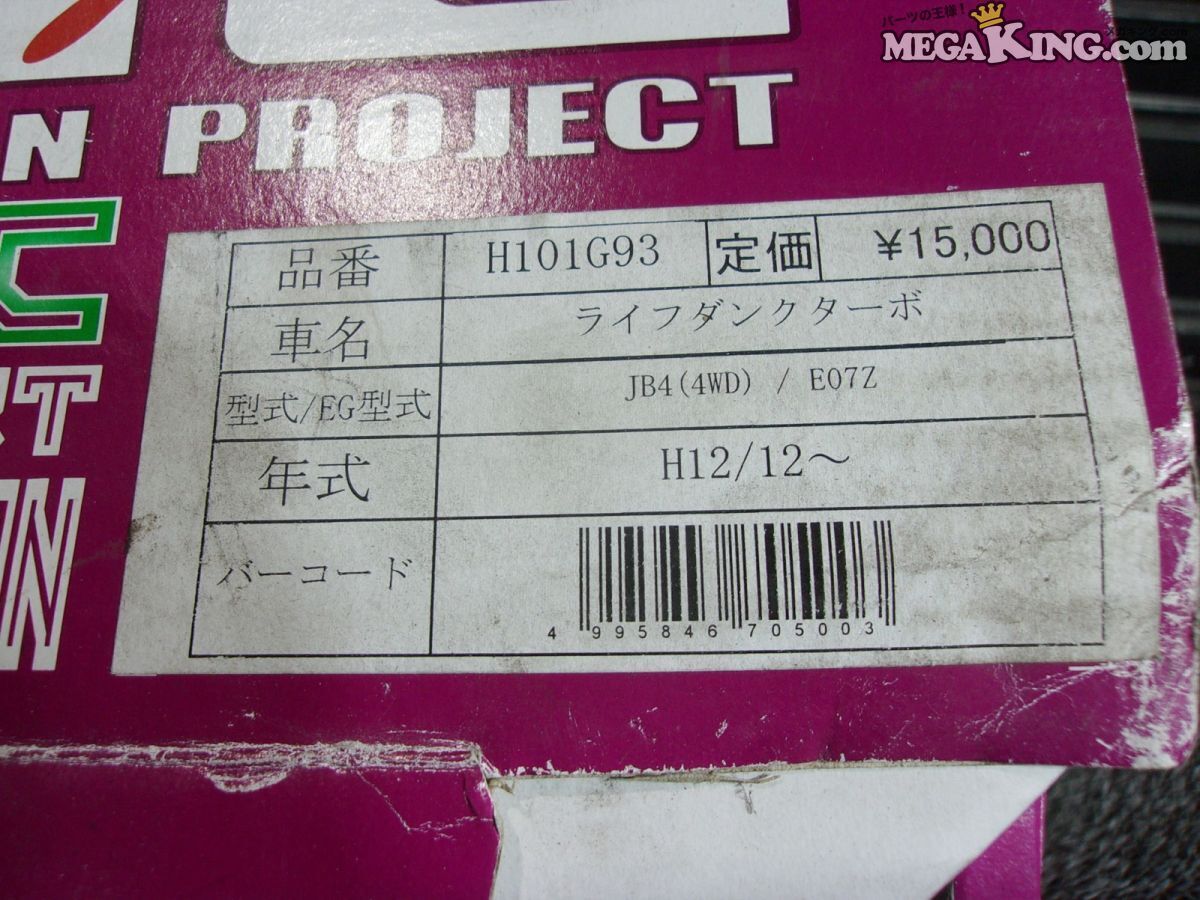 パーツの王様!
MEGAKING.com
N PROJECT
品番 H101G93 定価 ¥15,000
車名 ライフダンクターボ
型式/EG型式 JB4(4WD) / E07Z
年式 H12/12～
バーコード
4 995846 705003
RT
N